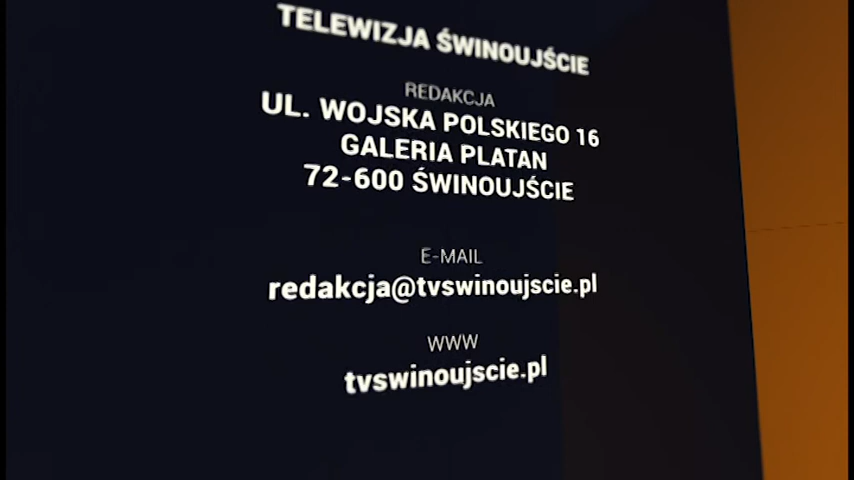 TELEWIZJA ŚWINOUJŚCIE
REDAKCJA
UL. WOJSKA POLSKIEGO 16
GALERIA PLATAN
72-600 ŚWINOUJŚCIE
E-MAIL
redakcja@tvswinoujscie.pl
WWW
tvswinoujscie.pl